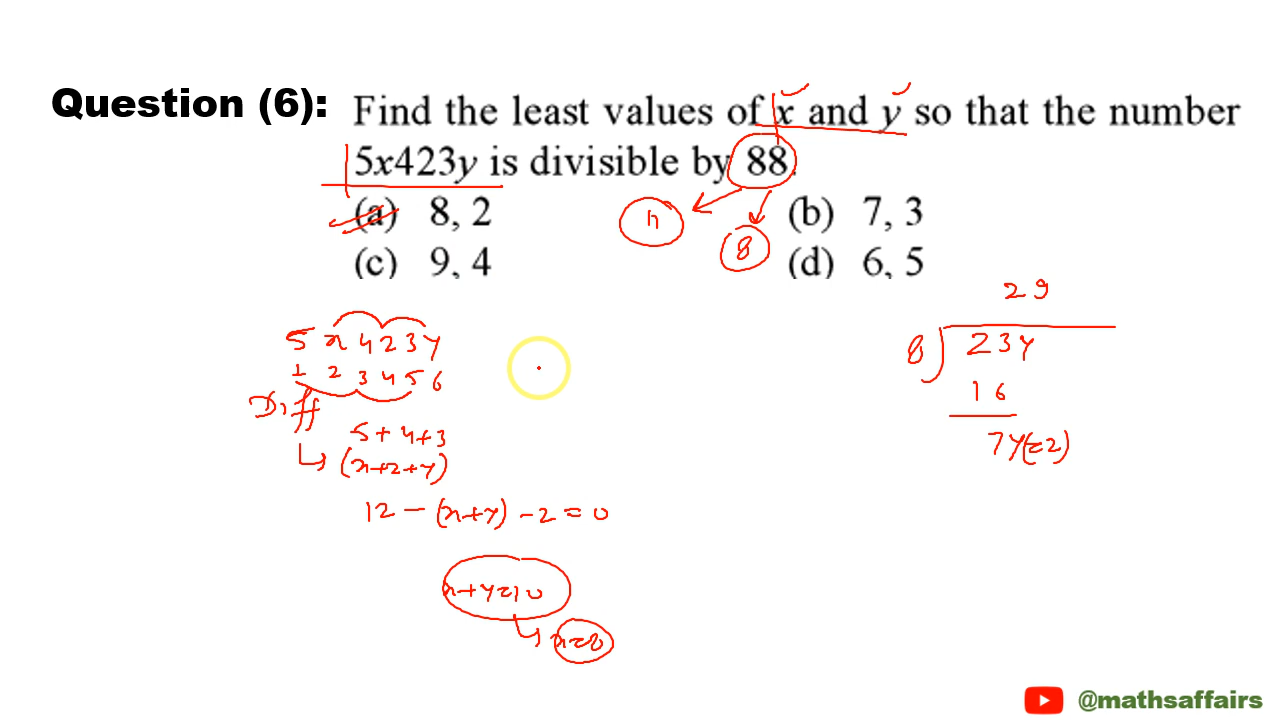 Question (6): Find the least values of x and y so that the number
5x423y is divisible by 88.
(a) 8, 2
(b) 7, 3
(c) 9, 4
(d) 6, 5
11
8
29
8) 23y
16
7y(=2)
5 x 4 2 3 y
1 2 3 4 5 6
Diff
5+4+3
(x+2+y)
12 - (x+y) - 2 = 0
x+y=10
x=8
@mathsaffairs